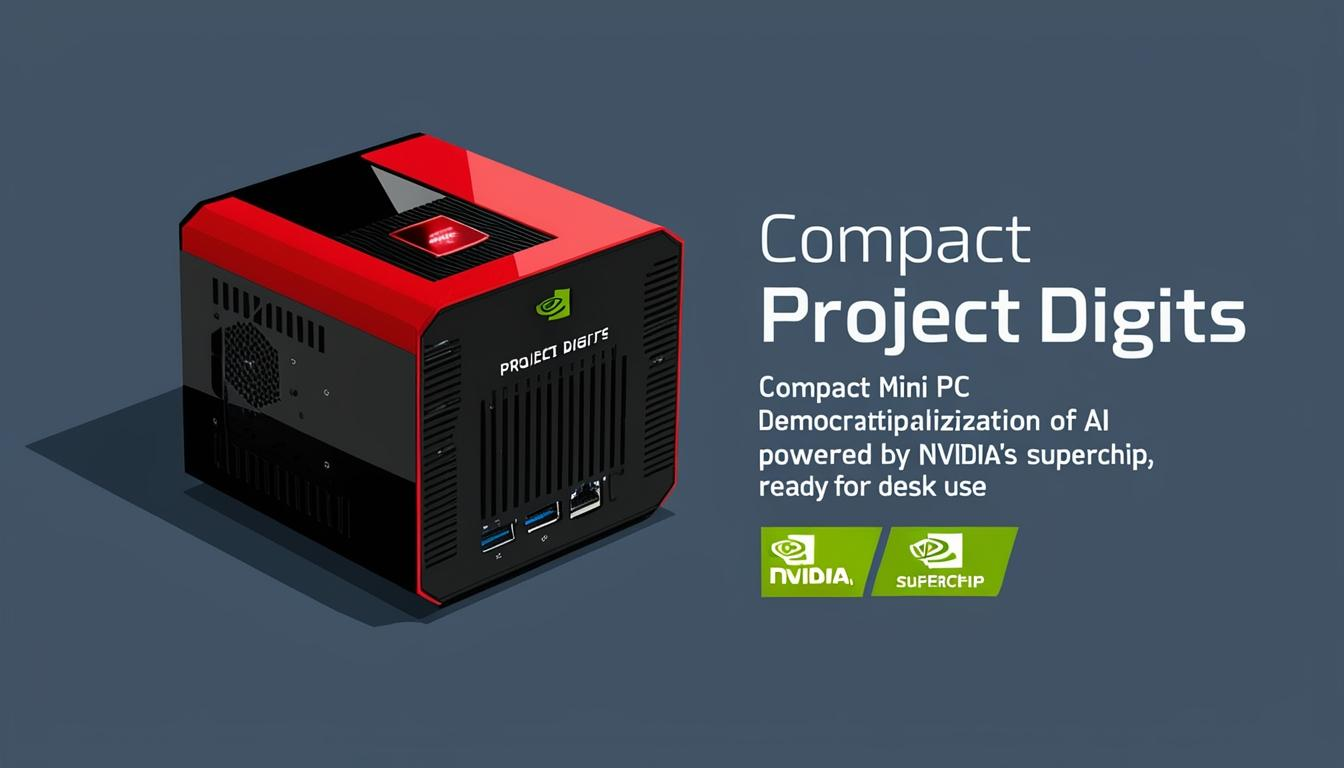 PROJECT DIGITS
Compact
Project Digits
Compact Mini PC
Democrattipalizization of AI
powered by NVIDIA's superchip,
ready for desk use
NVIDIA.
SUFERCHIP